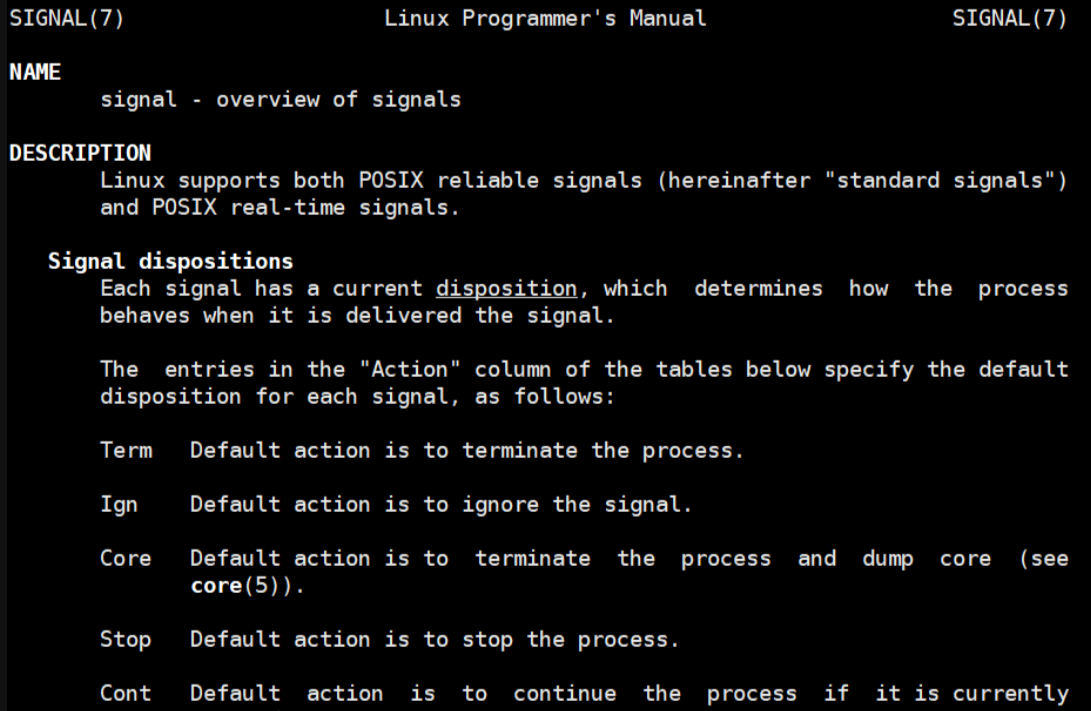 SIGNAL(7) Linux Programmer's Manual SIGNAL(7)
NAME
signal - overview of signals
DESCRIPTION
Linux supports both POSIX reliable signals (hereinafter "standard signals")
and POSIX real-time signals.
Signal dispositions
Each signal has a current disposition, which determines how the process
behaves when it is delivered the signal.
The entries in the "Action" column of the tables below specify the default
disposition for each signal, as follows:
Term Default action is to terminate the process.
Ign Default action is to ignore the signal.
Core Default action is to terminate the process and dump core (see
core(5)).
Stop Default action is to stop the process.
Cont Default action is to continue the process if it is currently